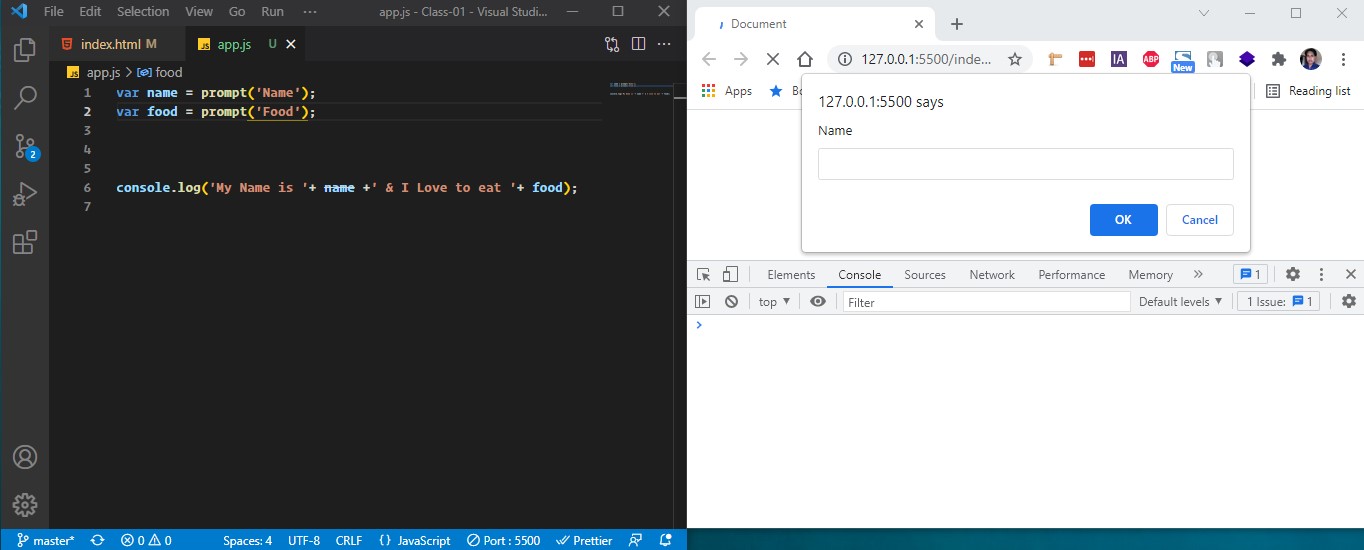 File Edit Selection View Go Run ··· app.js - Class-01 - Visual Studi...
index.html M
JS app.js U
JS app.js > food
1 var name = prompt('Name');
2 var food = prompt('Food');
3
4
5
6 console.log('My Name is '+ name +' & I Love to eat '+ food);
7
2
master* 0 0 Spaces: 4 UTF-8 CRLF {} JavaScript Port : 5500 Prettier
Document
127.0.0.1:5500/inde...
IA ABP New
Apps Reading list
127.0.0.1:5500 says
Name
OK Cancel
Elements Console Sources Network Performance Memory » 1
top Filter Default levels 1 Issue: 1